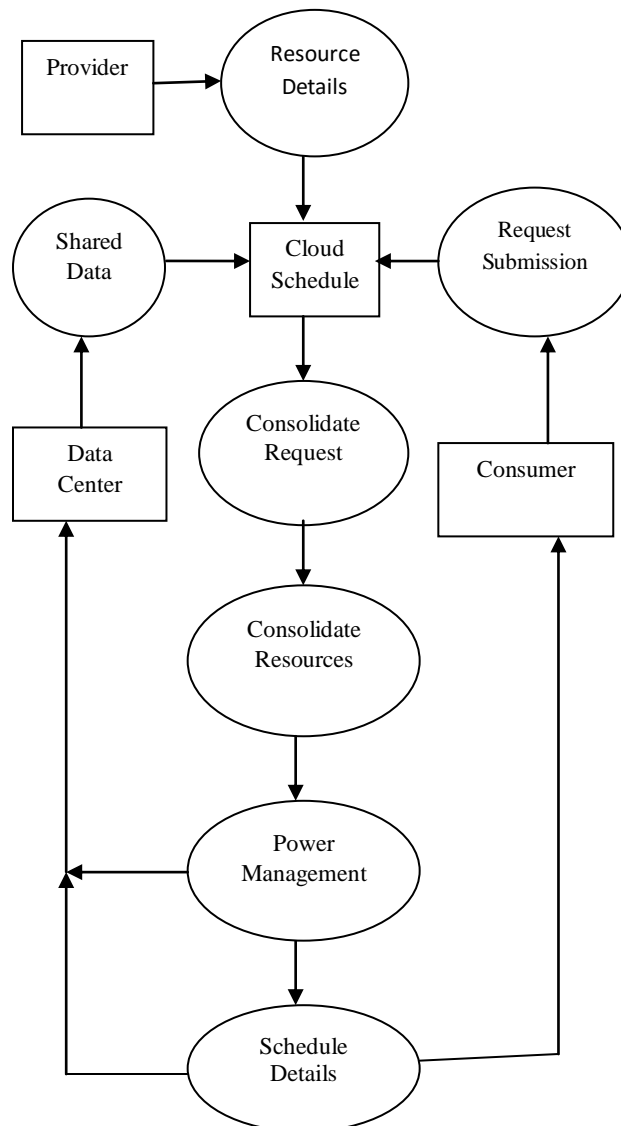 Provider
Resource
Details
Shared
Data
Cloud
Schedule
Request
Submission
Data
Center
Consolidate
Request
Consumer
Consolidate
Resources
Power
Management
Schedule
Details